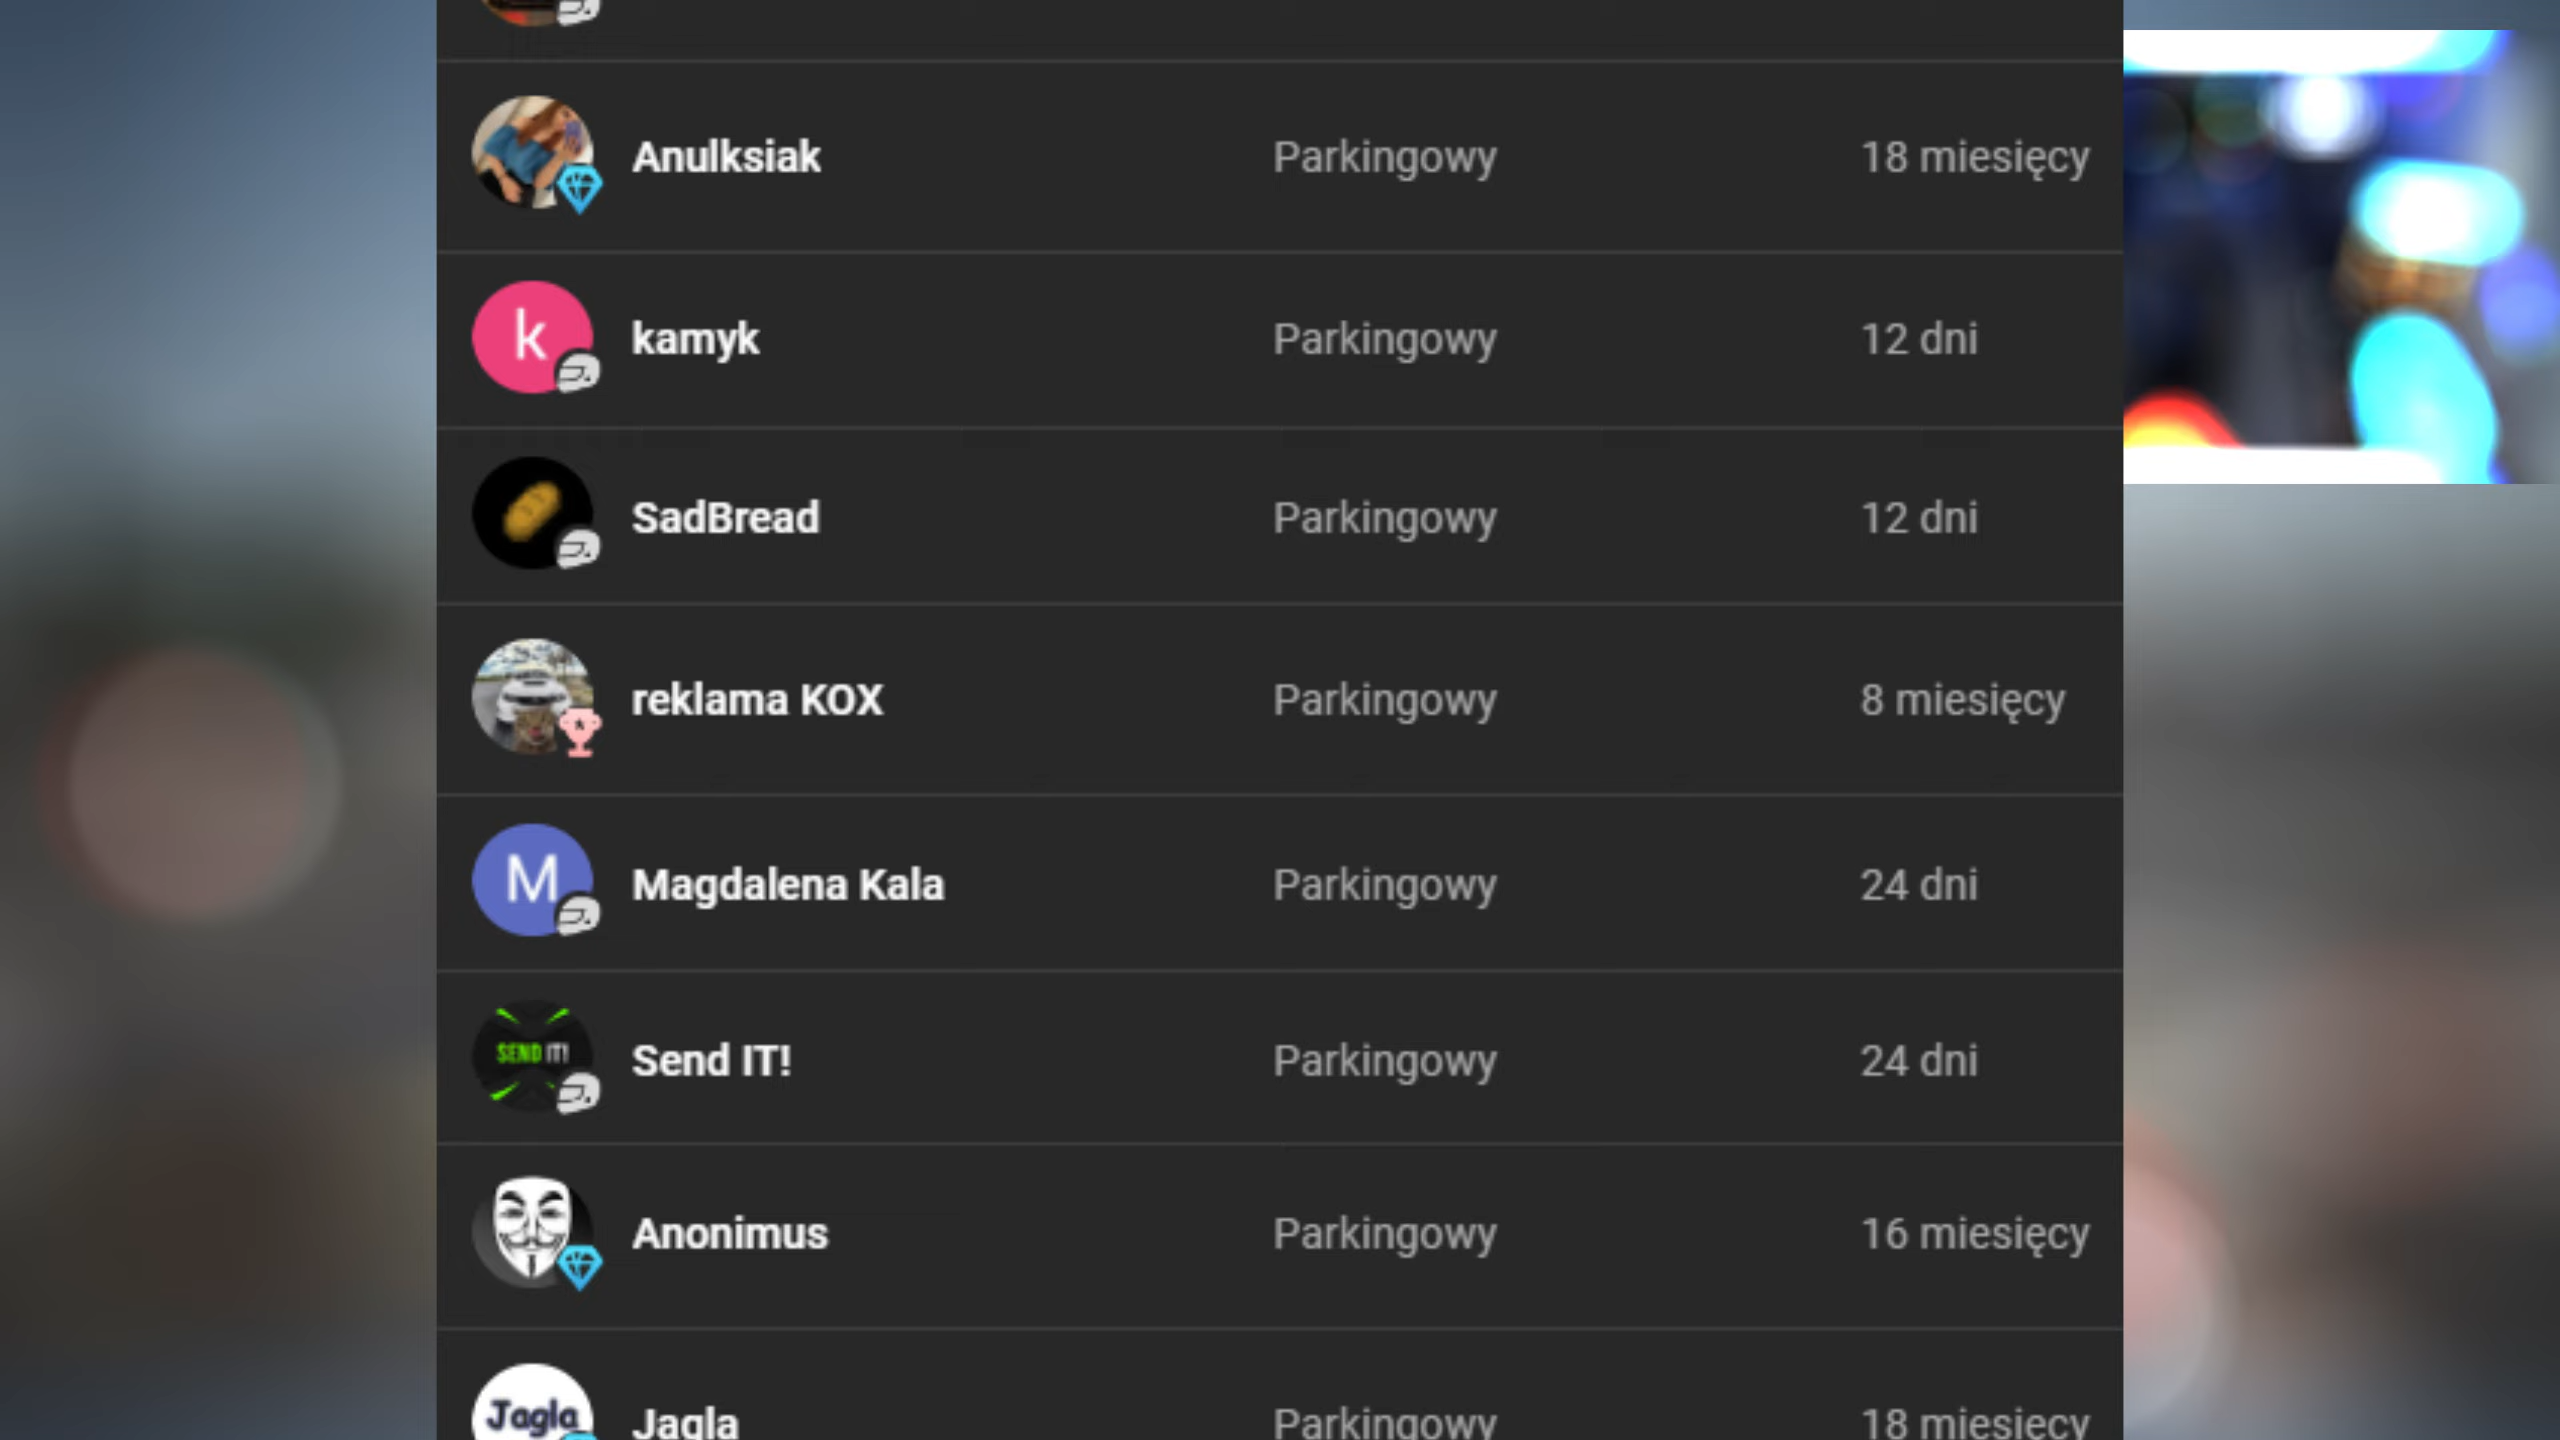 Anulksiak Parkingowy 18 miesięcy
k kamyk Parkingowy 12 dni
SadBread Parkingowy 12 dni
reklama KOX Parkingowy 8 miesięcy
M Magdalena Kala Parkingowy 24 dni
SEND IT! Send IT! Parkingowy 24 dni
Anonimus Parkingowy 16 miesięcy
Jagla Jagla Parkingowy 18 miesięcy